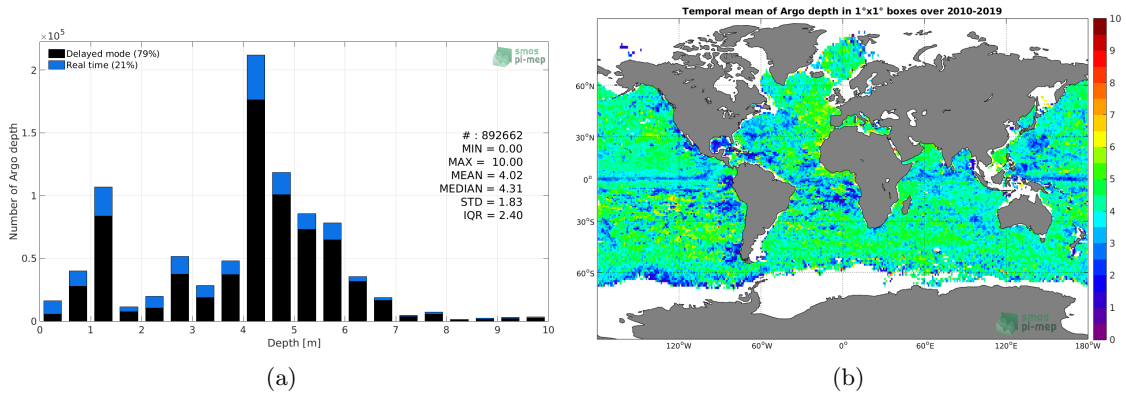 ×10⁵
Delayed mode (79%)
Real time (21%)
smos
pi-mep
2
1.5
1
0.5
0
Number of Argo depth
# : 892662
MIN = 0.00
MAX = 10.00
MEAN = 4.02
MEDIAN = 4.31
STD = 1.83
IQR = 2.40
0 1 2 3 4 5 6 7 8 9 10
Depth [m]
(a)
Temporal mean of Argo depth in 1°x1° boxes over 2010-2019
60°N
30°N
0°
30°S
60°S
120°W 60°W 0° 60°E 120°E 180°W
smos
pi-mep
10
9
8
7
6
5
4
3
2
1
0
(b)